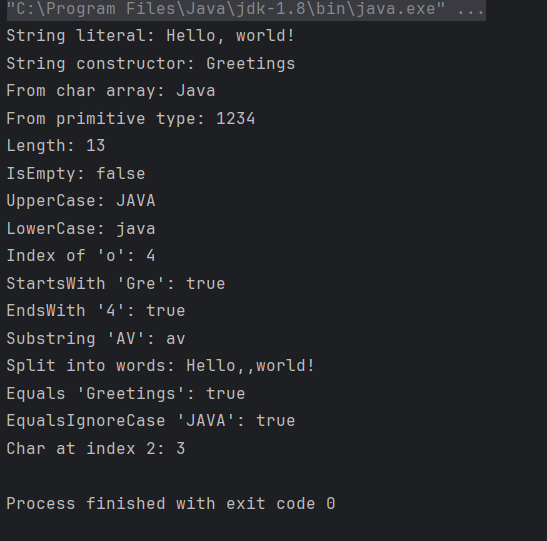 "C:\Program Files\Java\jdk-1.8\bin\java.exe" ...
String literal: Hello, world!
String constructor: Greetings
From char array: Java
From primitive type: 1234
Length: 13
IsEmpty: false
UpperCase: JAVA
LowerCase: java
Index of 'o': 4
StartsWith 'Gre': true
EndsWith '4': true
Substring 'AV': av
Split into words: Hello,,world!
Equals 'Greetings': true
EqualsIgnoreCase 'JAVA': true
Char at index 2: 3
Process finished with exit code 0